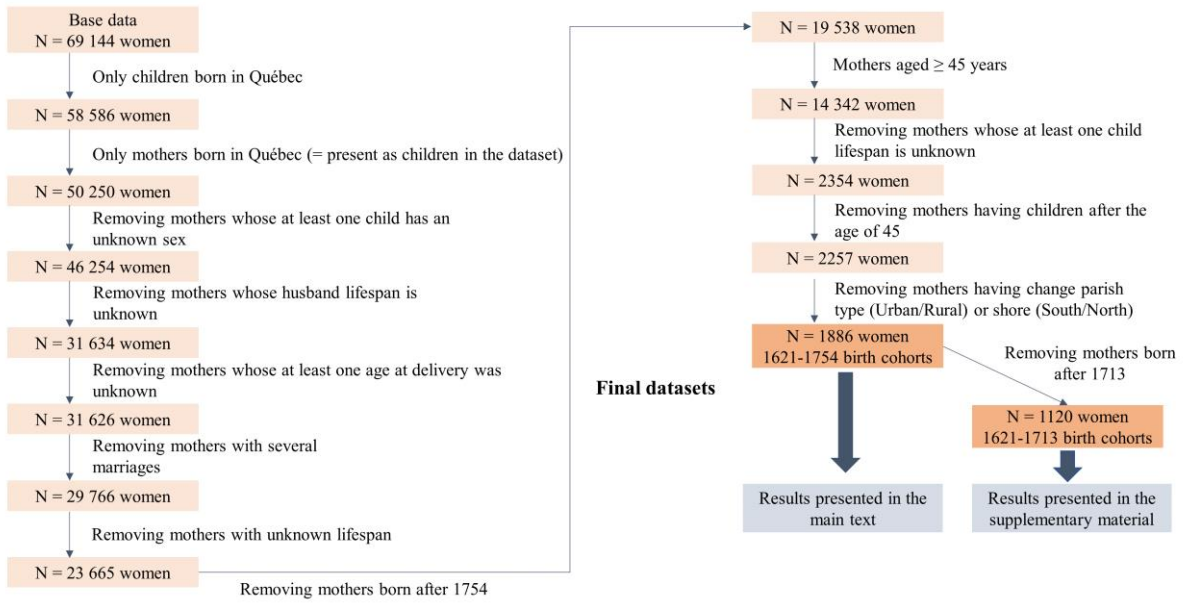 Base data
N = 69 144 women
Only children born in Québec
N = 58 586 women
Only mothers born in Québec (= present as children in the dataset)
N = 50 250 women
Removing mothers whose at least one child has an
unknown sex
N = 46 254 women
Removing mothers whose husband lifespan is
unknown
N = 31 634 women
Removing mothers whose at least one age at delivery was
unknown
N = 31 626 women
Removing mothers with several
marriages
N = 29 766 women
Removing mothers with unknown lifespan
N = 23 665 women
Removing mothers born after 1754
N = 19 538 women
Mothers aged ≥ 45 years
N = 14 342 women
Removing mothers whose at least one child
lifespan is unknown
N = 2354 women
Removing mothers having children after the
age of 45
N = 2257 women
Removing mothers having change parish
type (Urban/Rural) or shore (South/North)
N = 1886 women
1621-1754 birth cohorts
Removing mothers born
after 1713
Final datasets
N = 1120 women
1621-1713 birth cohorts
Results presented in the
main text
Results presented in the
supplementary material